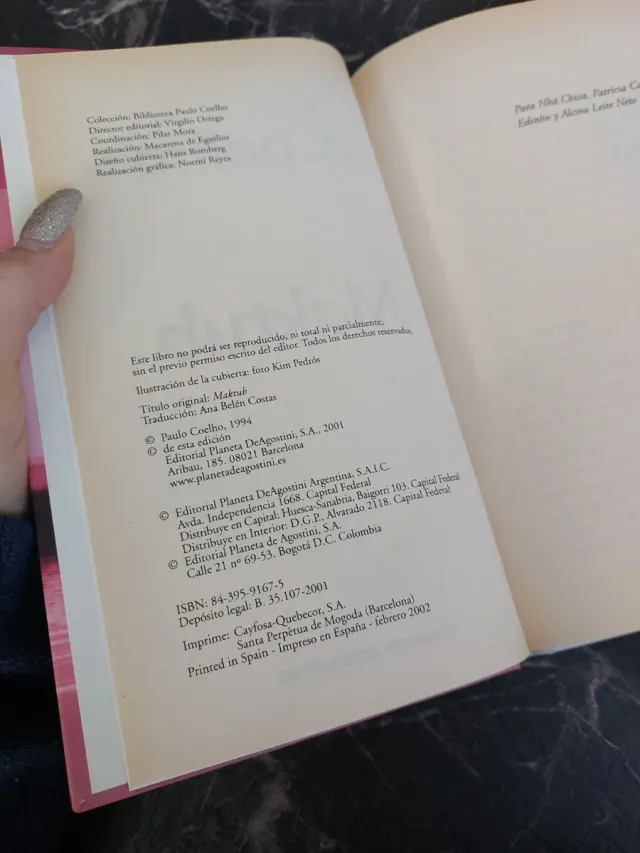 Colección: Biblioteca Paulo Coelho
Director editorial: Virgilio Ortega
Coordinación: Pilar Mora
Realización: Macarena de Eguilior
Diseño cubierta: Hans Romberg
Realización gráfica: Noemí Reyes
Este libro no podrá ser reproducido, ni total ni parcialmente,
sin el previo permiso escrito del editor. Todos los derechos reservados.
Ilustración de la cubierta: foto Kim Pedrós
Título original: Maktub
Traducción: Ana Belén Costas
© Paulo Coelho, 1994
© de esta edición
Editorial Planeta DeAgostini, S.A., 2001
Aribau, 185. 08021 Barcelona
www.planetadeagostini.es
© Editorial Planeta DeAgostini Argentina, S.A.I.C.
Avda. Independencia 1668. Capital Federal
Distribuye en Capital: Huesca-Sanabria, Baigorri 103. Capital Federal
Distribuye en Interior: D.G.P., Alvarado 2118. Capital Federal
© Editorial Planeta de Agostini, S.A.
Calle 21 nº 69-53. Bogotá D.C. Colombia
ISBN: 84-395-9167-5
Depósito legal: B. 35.107-2001
Imprime: Cayfosa-Quebecor, S.A.
Santa Perpètua de Mogoda (Barcelona)
Printed in Spain - Impreso en España - febrero 2002
Para Nhá Chica, Patrícia
Edinho y Alcino Leite Neto